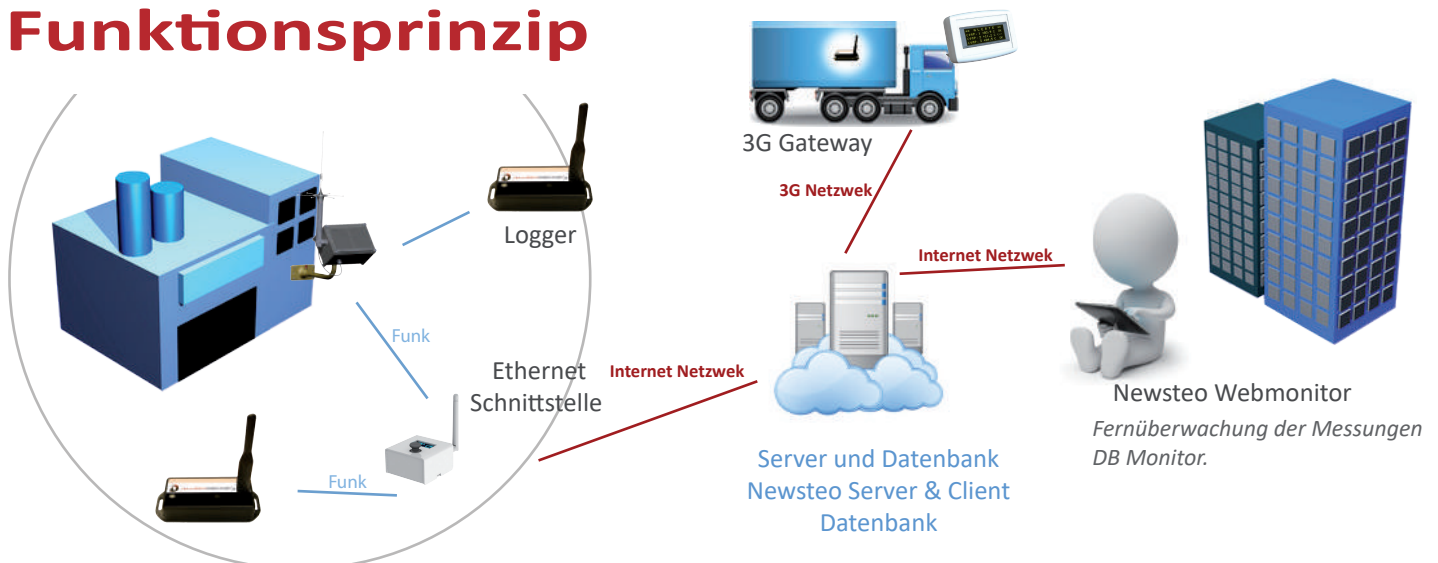 Funktionsprinzip
3G Gateway
3G Netzwek
Logger
Internet Netzwek
Funk
Ethernet
Schnittstelle
Internet Netzwek
Newsteo Webmonitor
Fernüberwachung der Messungen
DB Monitor.
Server und Datenbank
Newsteo Server & Client
Datenbank
Funk